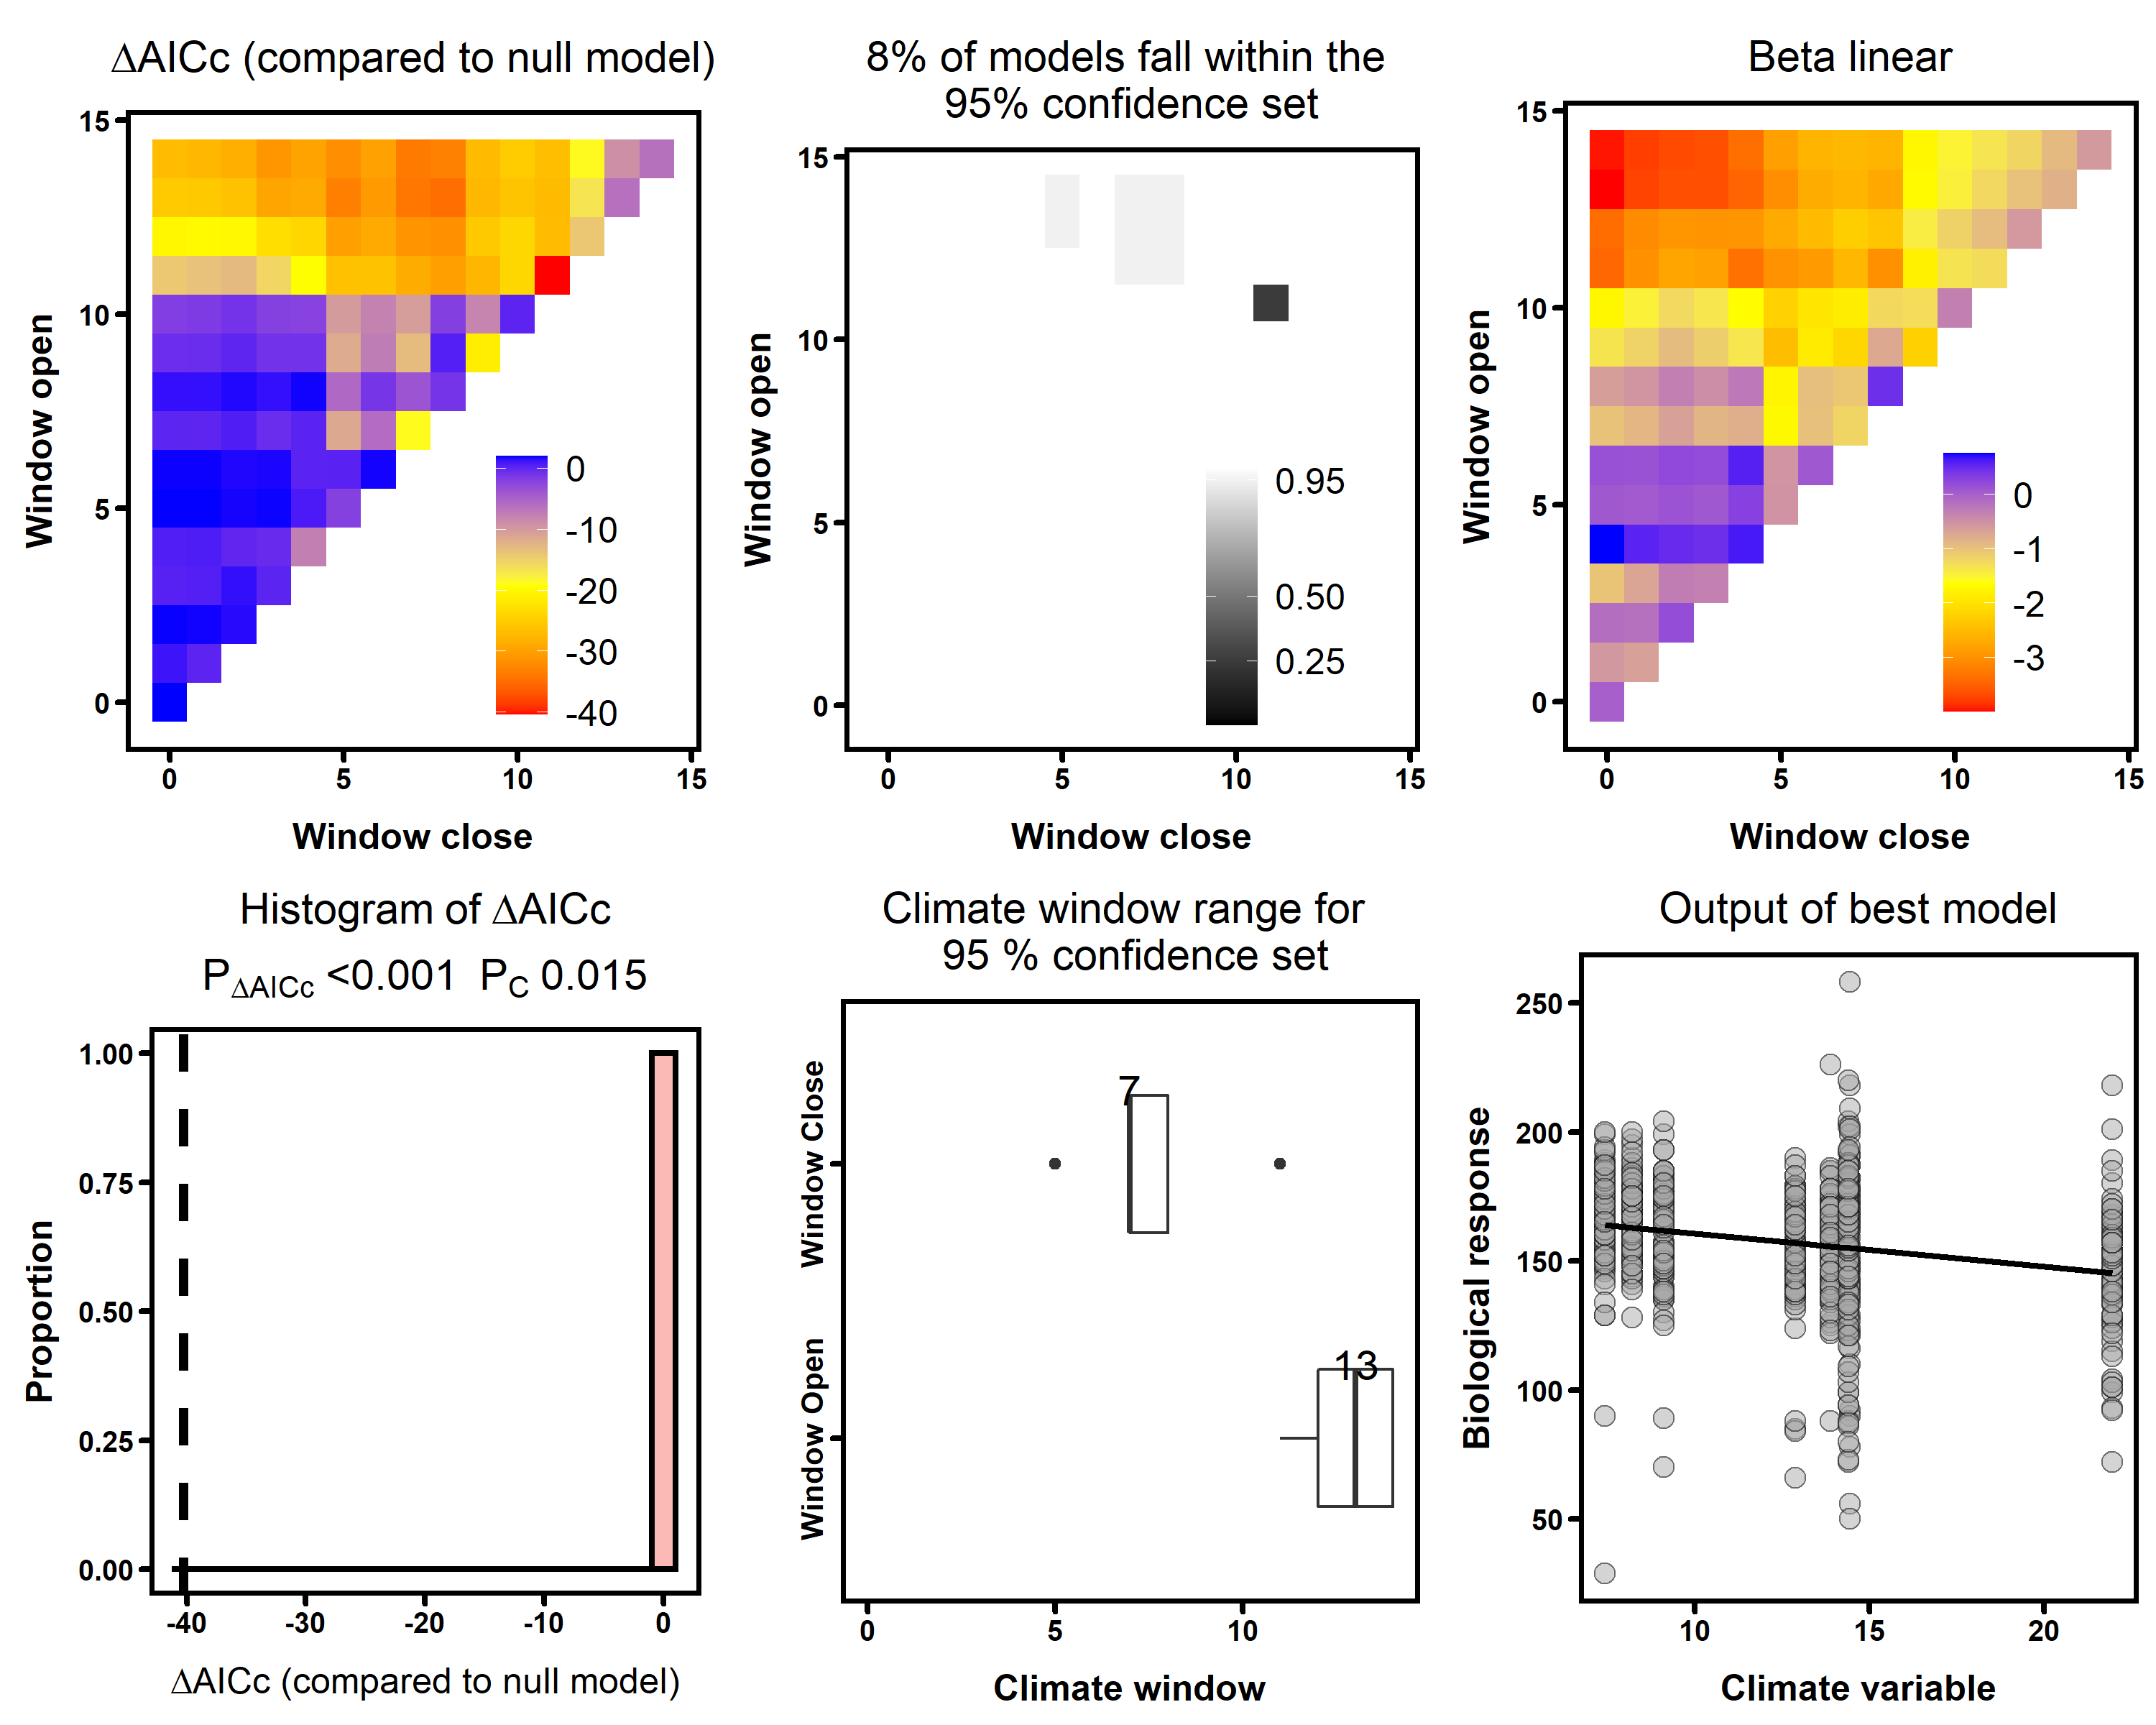 ∆AICc (compared to null model)
15
10
5
0
0
-10
-20
-30
-40
0 5 10 15
Window open
Window close
8% of models fall within the
95% confidence set
15
10
5
0
0.95
0.50
0.25
0 5 10 15
Window open
Window close
Beta linear
15
10
5
0
0
-1
-2
-3
0 5 10 15
Window open
Window close
Histogram of ∆AICc
P∆AICc <0.001 PC 0.015
1.00
0.75
0.50
0.25
0.00
-40 -30 -20 -10 0
Proportion
∆AICc (compared to null model)
Climate window range for
95 % confidence set
7
13
Window Close
Window Open
0 5 10
Climate window
Output of best model
250
200
150
100
50
10 15 20
Biological response
Climate variable